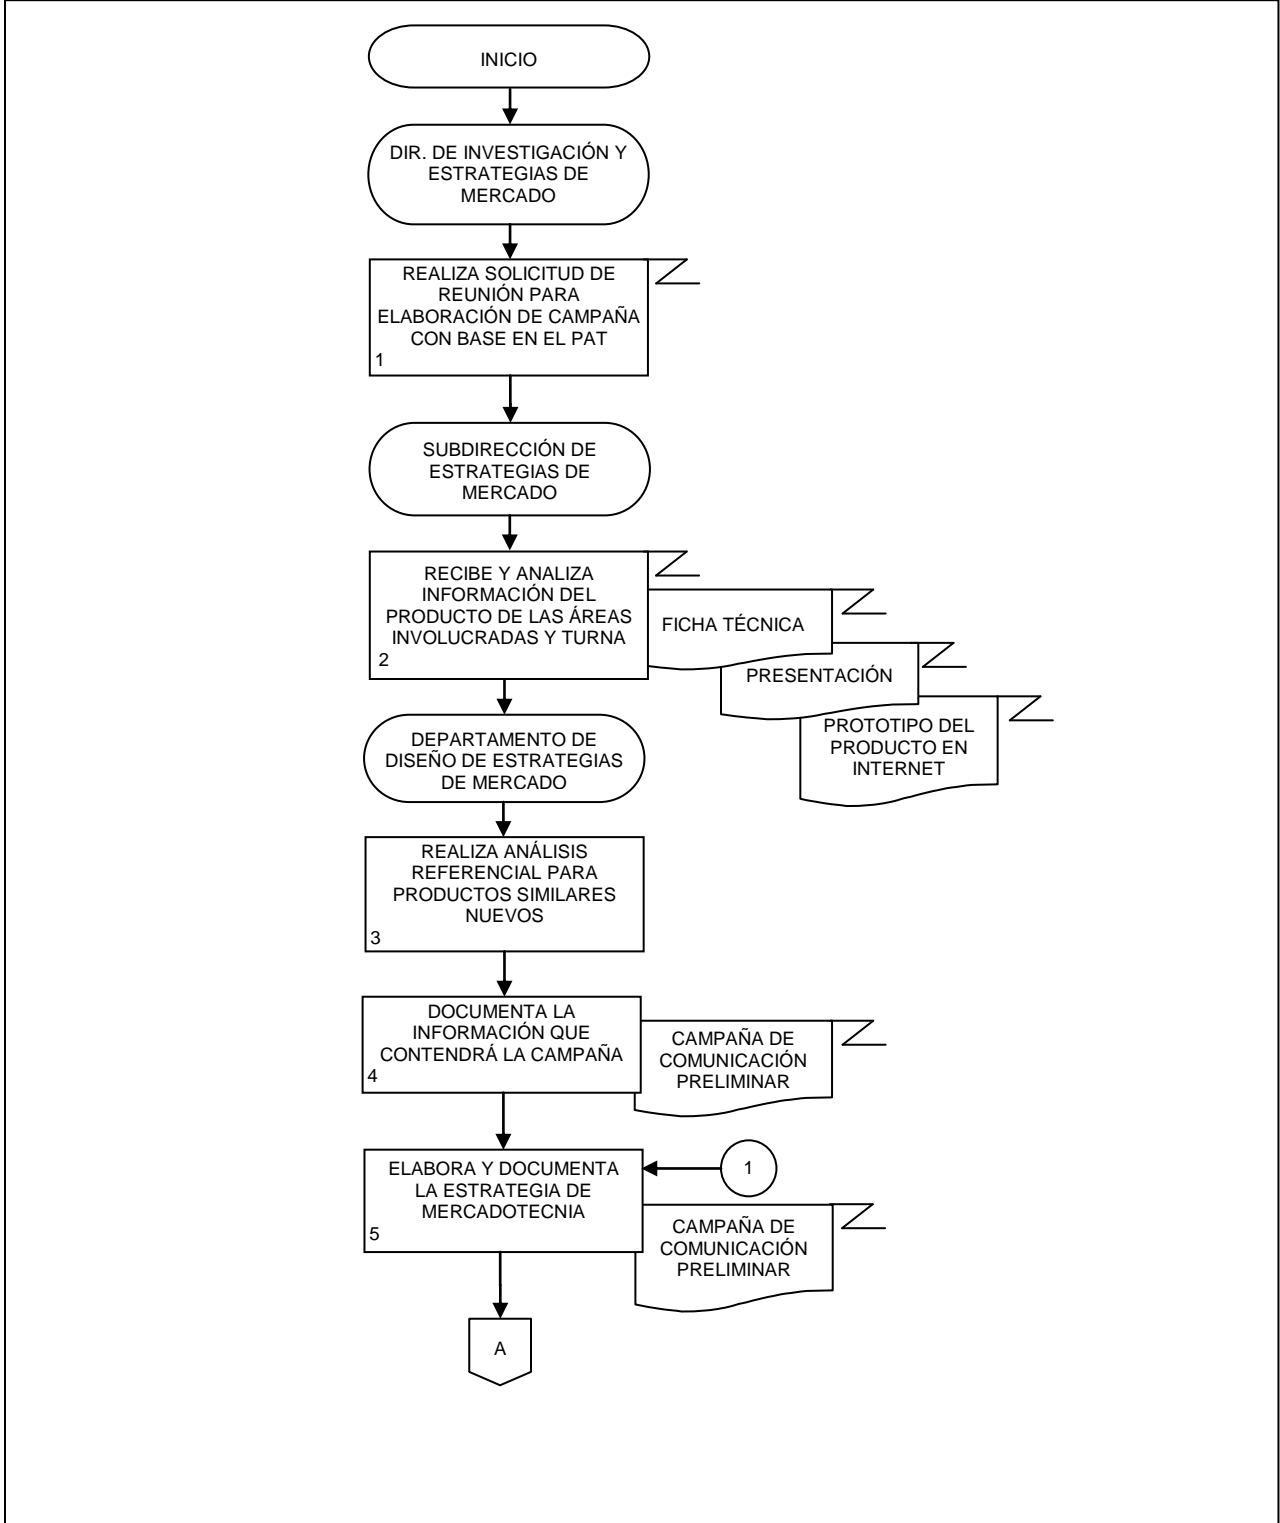 INICIO
DIR. DE INVESTIGACIÓN Y
ESTRATEGIAS DE
MERCADO
REALIZA SOLICITUD DE
REUNIÓN PARA
ELABORACIÓN DE CAMPAÑA
CON BASE EN EL PAT
1
SUBDIRECCIÓN DE
ESTRATEGIAS DE
MERCADO
RECIBE Y ANALIZA
INFORMACIÓN DEL
PRODUCTO DE LAS ÁREAS
INVOLUCRADAS Y TURNA
2
FICHA TÉCNICA
PRESENTACIÓN
PROTOTIPO DEL
PRODUCTO EN
INTERNET
DEPARTAMENTO DE
DISEÑO DE ESTRATEGIAS
DE MERCADO
REALIZA ANÁLISIS
REFERENCIAL PARA
PRODUCTOS SIMILARES
NUEVOS
3
DOCUMENTA LA
INFORMACIÓN QUE
CONTENDRÁ LA CAMPAÑA
4
CAMPAÑA DE
COMUNICACIÓN
PRELIMINAR
ELABORA Y DOCUMENTA
LA ESTRATEGIA DE
MERCADOTECNIA
5
1
CAMPAÑA DE
COMUNICACIÓN
PRELIMINAR
A